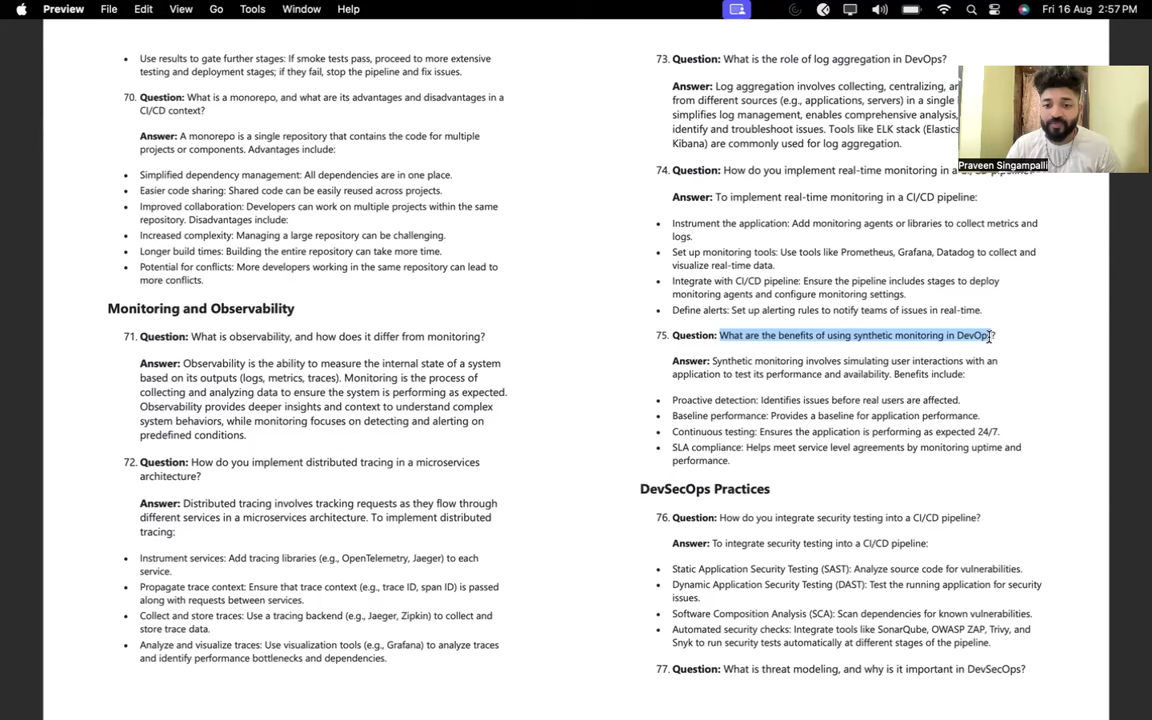 Preview File Edit View Go Tools Window Help Fri 16 Aug 2:57 PM
• Use results to gate further stages: If smoke tests pass, proceed to more extensive
testing and deployment stages; if they fail, stop the pipeline and fix issues.
70. Question: What is a monorepo, and what are its advantages and disadvantages in a
CI/CD context?
Answer: A monorepo is a single repository that contains the code for multiple
projects or components. Advantages include:
• Simplified dependency management: All dependencies are in one place.
• Easier code sharing: Shared code can be easily reused across projects.
• Improved collaboration: Developers can work on multiple projects within the same
repository. Disadvantages include:
• Increased complexity: Managing a large repository can be challenging.
• Longer build times: Building the entire repository can take more time.
• Potential for conflicts: More developers working in the same repository can lead to
more conflicts.
Monitoring and Observability
71. Question: What is observability, and how does it differ from monitoring?
Answer: Observability is the ability to measure the internal state of a system
based on its outputs (logs, metrics, traces). Monitoring is the process of
collecting and analyzing data to ensure the system is performing as expected.
Observability provides deeper insights and context to understand complex
system behaviors, while monitoring focuses on detecting and alerting on
predefined conditions.
72. Question: How do you implement distributed tracing in a microservices
architecture?
Answer: Distributed tracing involves tracking requests as they flow through
different services in a microservices architecture. To implement distributed
tracing:
• Instrument services: Add tracing libraries (e.g., OpenTelemetry, Jaeger) to each
service.
• Propagate trace context: Ensure that trace context (e.g., trace ID, span ID) is passed
along with requests between services.
• Collect and store traces: Use a tracing backend (e.g., Jaeger, Zipkin) to collect and
store trace data.
• Analyze and visualize traces: Use visualization tools (e.g., Grafana) to analyze traces
and identify performance bottlenecks and dependencies.
73. Question: What is the role of log aggregation in DevOps?
Answer: Log aggregation involves collecting, centralizing,
from different sources (e.g., applications, servers) in a single
simplifies log management, enables comprehensive analysis,
identify and troubleshoot issues. Tools like ELK stack (Elastics
Kibana) are commonly used for log aggregation.
Praveen Singampalli
74. Question: How do you implement real-time monitoring in a
Answer: To implement real-time monitoring in a CI/CD pipeline:
• Instrument the application: Add monitoring agents or libraries to collect metrics and
logs.
• Set up monitoring tools: Use tools like Prometheus, Grafana, Datadog to collect and
visualize real-time data.
• Integrate with CI/CD pipeline: Ensure the pipeline includes stages to deploy
monitoring agents and configure monitoring settings.
• Define alerts: Set up alerting rules to notify teams of issues in real-time.
75. Question: What are the benefits of using synthetic monitoring in DevOps?
Answer: Synthetic monitoring involves simulating user interactions with an
application to test its performance and availability. Benefits include:
• Proactive detection: Identifies issues before real users are affected.
• Baseline performance: Provides a baseline for application performance.
• Continuous testing: Ensures the application is performing as expected 24/7.
• SLA compliance: Helps meet service level agreements by monitoring uptime and
performance.
DevSecOps Practices
76. Question: How do you integrate security testing into a CI/CD pipeline?
Answer: To integrate security testing into a CI/CD pipeline:
• Static Application Security Testing (SAST): Analyze source code for vulnerabilities.
• Dynamic Application Security Testing (DAST): Test the running application for security
issues.
• Software Composition Analysis (SCA): Scan dependencies for known vulnerabilities.
• Automated security checks: Integrate tools like SonarQube, OWASP ZAP, Trivy, and
Snyk to run security tests automatically at different stages of the pipeline.
77. Question: What is threat modeling, and why is it important in DevSecOps?